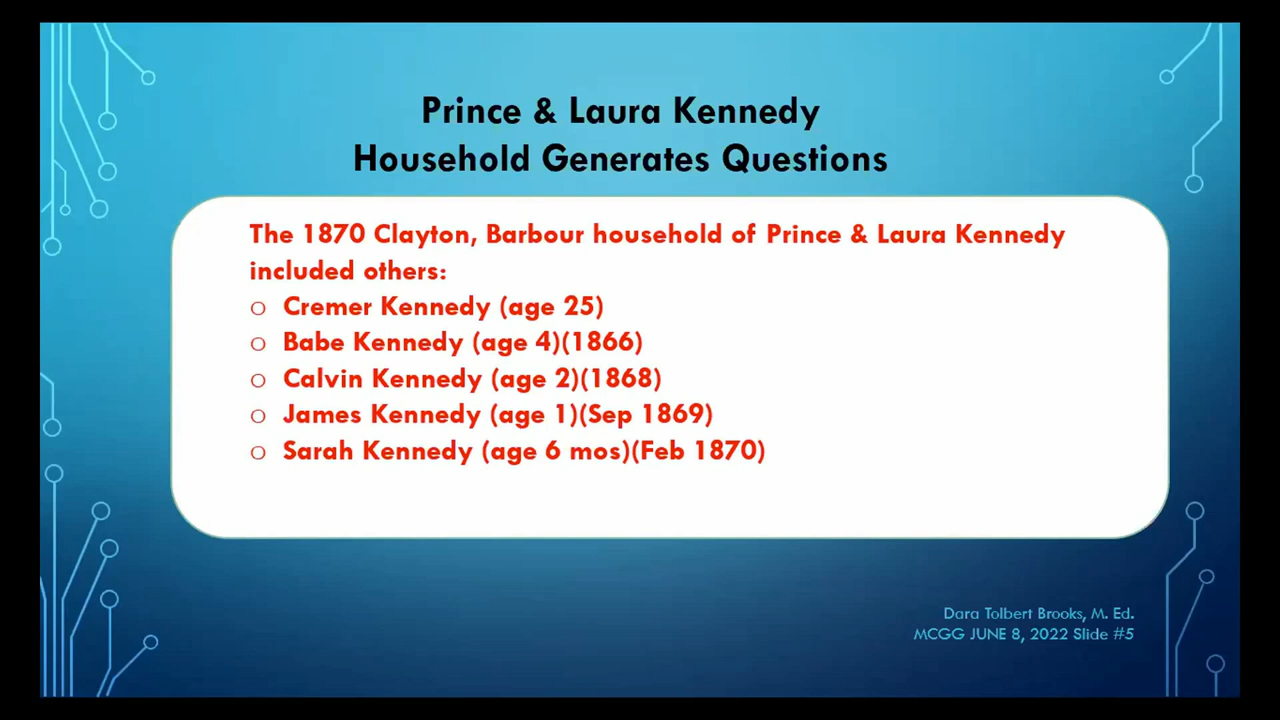 Prince & Laura Kennedy
Household Generates Questions
The 1870 Clayton, Barbour household of Prince & Laura Kennedy
included others:
o Cremer Kennedy (age 25)
o Babe Kennedy (age 4)(1866)
o Calvin Kennedy (age 2)(1868)
o James Kennedy (age 1)(Sep 1869)
o Sarah Kennedy (age 6 mos)(Feb 1870)
Dara Tolbert Brooks, M. Ed.
MCGG JUNE 8, 2022 Slide #5